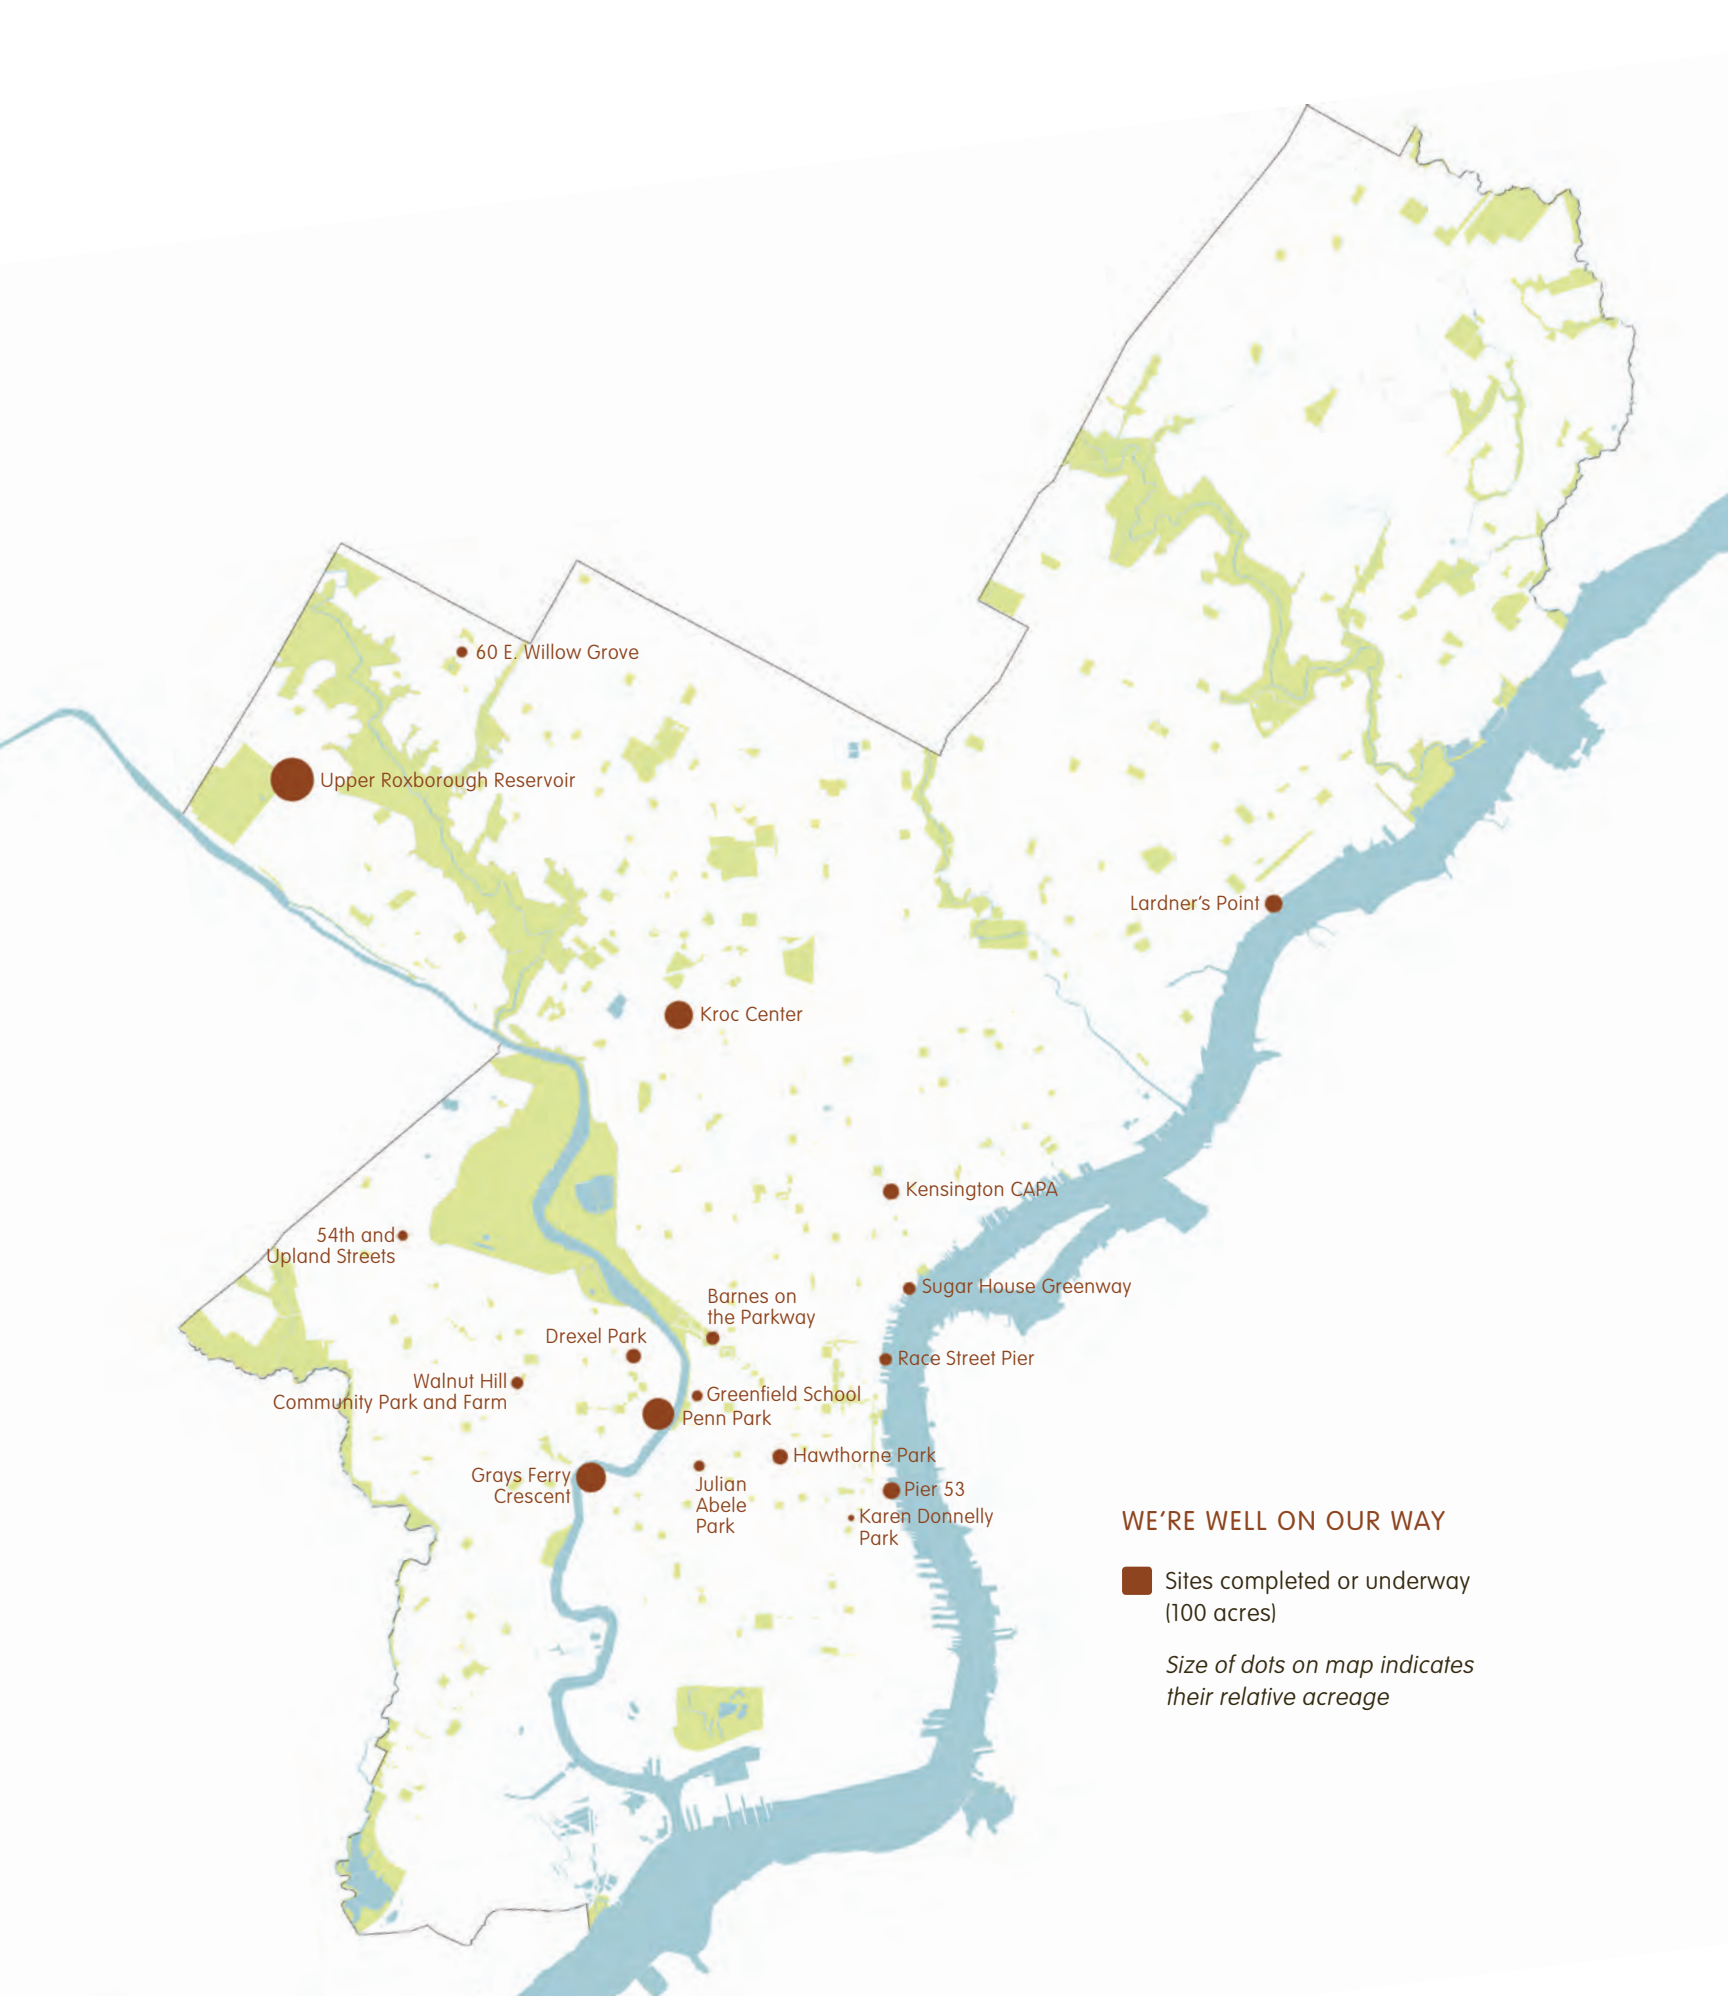 60 E. Willow Grove
Upper Roxborough Reservoir
Lardner's Point
Kroc Center
Kensington CAPA
54th and
Upland Streets
Sugar House Greenway
Barnes on
the Parkway
Drexel Park
Race Street Pier
Walnut Hill
Community Park and Farm
Greenfield School
Penn Park
Hawthorne Park
Grays Ferry
Crescent
Julian
Abele
Park
Pier 53
Karen Donnelly
Park
WE'RE WELL ON OUR WAY
Sites completed or underway
(100 acres)
Size of dots on map indicates
their relative acreage